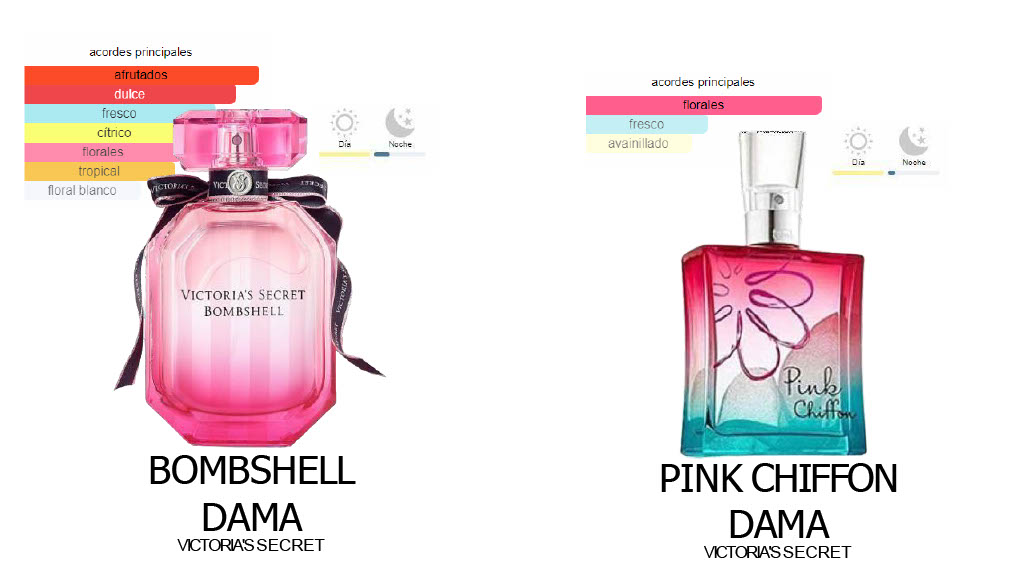 acordes principales
afrutados
dulce
fresco
cítrico
florales
tropical
floral blanco
Día
Noche
VICTORIA'S SECRET
BOMBSHELL
BOMBSHELL
DAMA
VICTORIA'S SECRET
acordes principales
florales
fresco
avainillado
Día
Noche
Pink
Chiffon
PINK CHIFFON
DAMA
VICTORIA'S SECRET